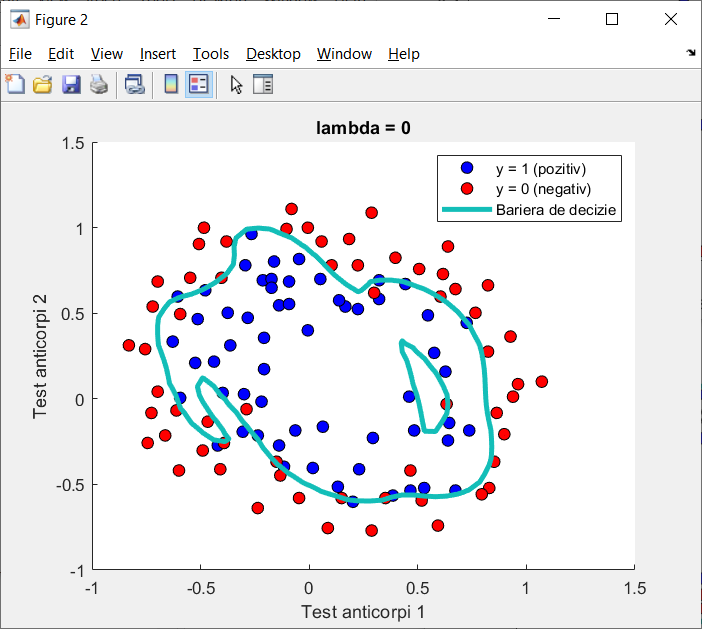 Figure 2
File Edit View Insert Tools Desktop Window Help
lambda = 0
1.5
y = 1 (pozitiv)
y = 0 (negativ)
Bariera de decizie
1
0.5
Test anticorpi 2
0
-0.5
-1
-1 -0.5 0 0.5 1 1.5
Test anticorpi 1